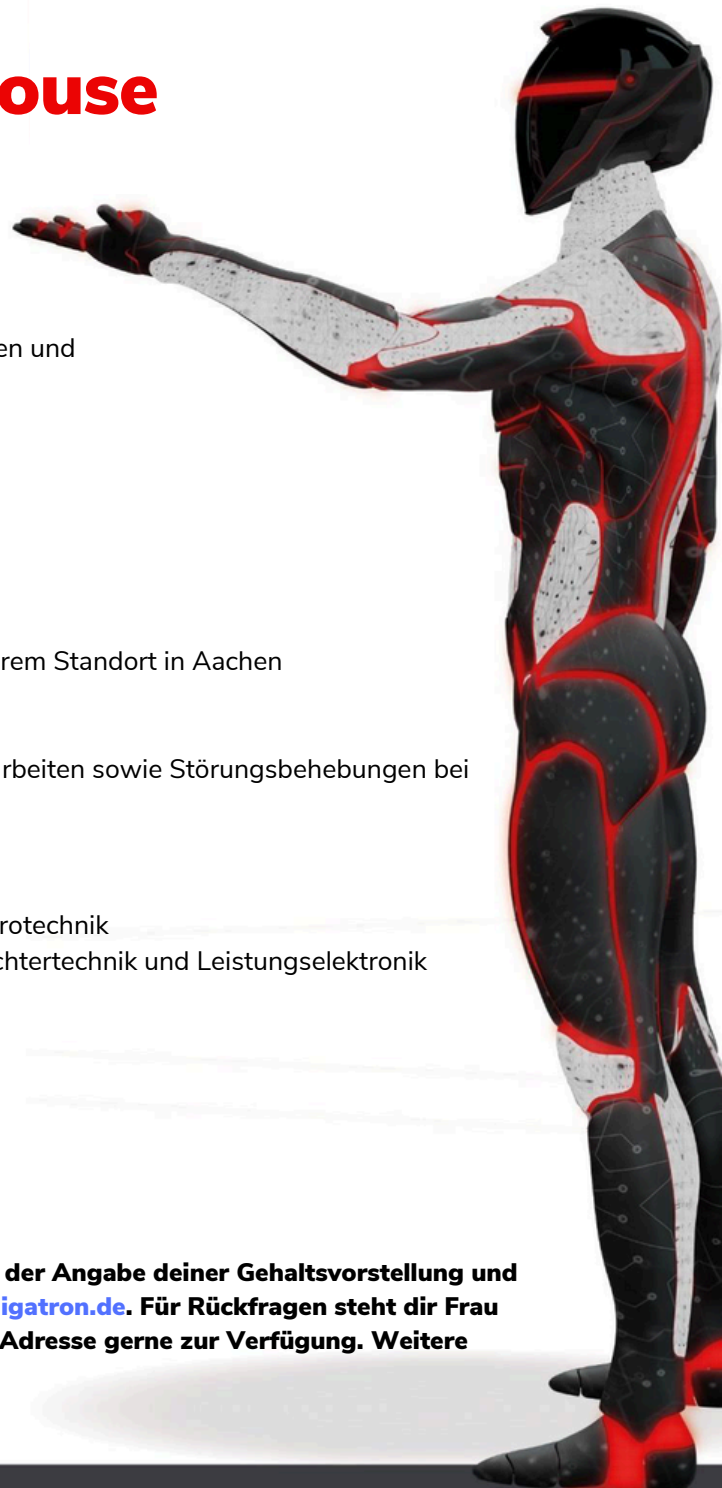 ouse
en und
rem Standort in Aachen
rbeiten sowie Störungsbehebungen bei
rotechnik
chtertechnik und Leistungselektronik
der Angabe deiner Gehaltsvorstellung und
igatron.de. Für Rückfragen steht dir Frau
Adresse gerne zur Verfügung. Weitere